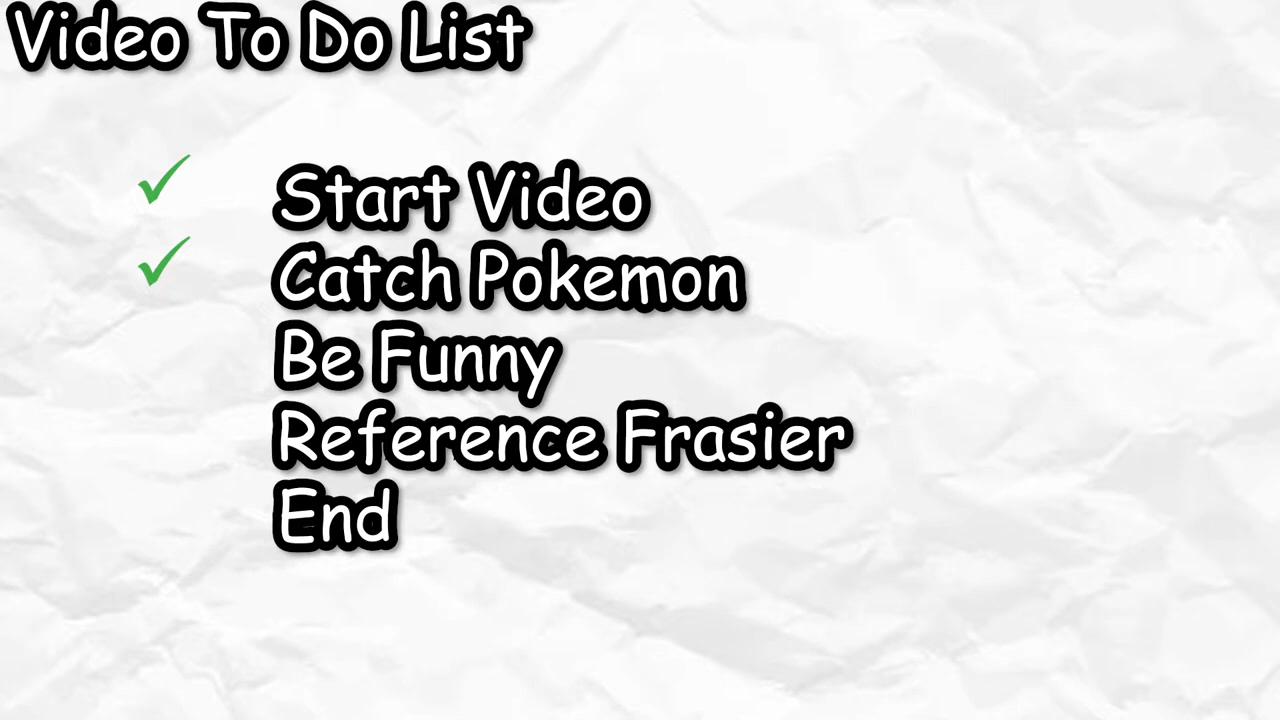 Video To Do List
Start Video
Catch Pokemon
Be Funny
Reference Frasier
End